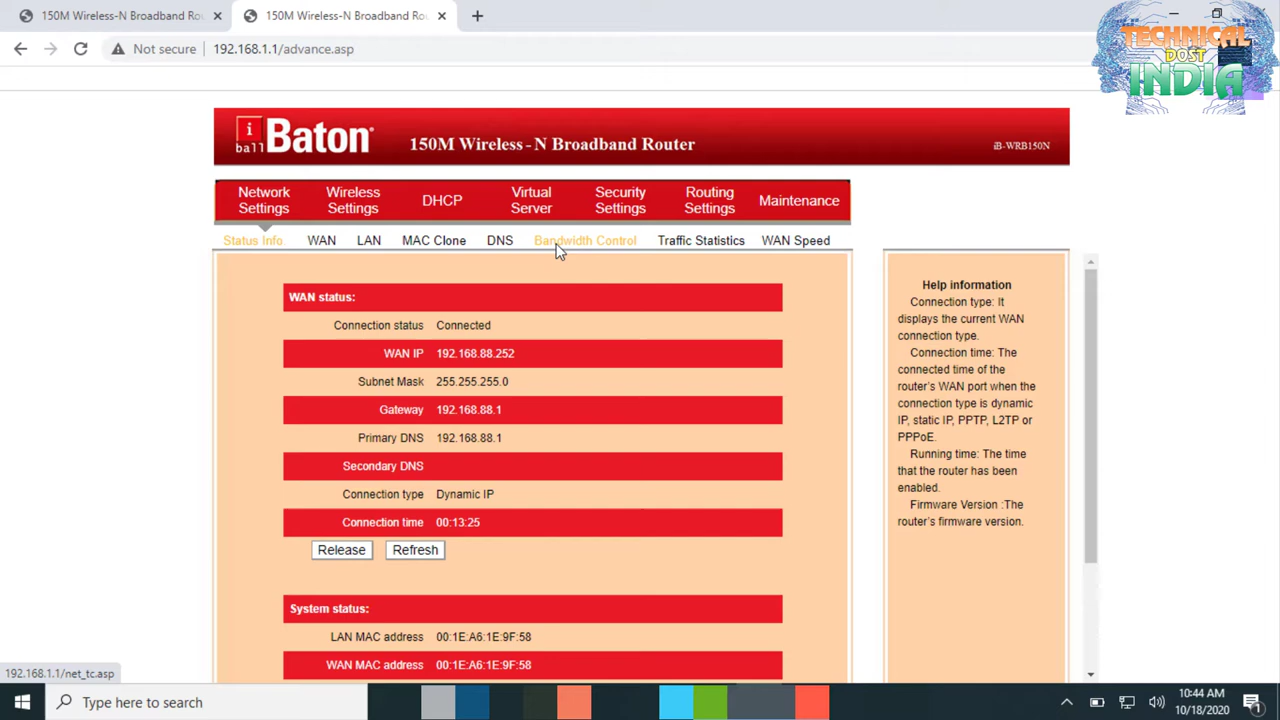 150M Wireless-N Broadband Rou
150M Wireless-N Broadband Rou
Not secure 192.168.1.1/advance.asp
TECHNICAL
DOST
INDIA
i
ball Baton 150M Wireless-N Broadband Router iB-WRB150N
Network Settings Wireless Settings DHCP Virtual Server Security Settings Routing Settings Maintenance
Status Info WAN LAN MAC Clone DNS Bandwidth Control Traffic Statistics WAN Speed
WAN status:
Connection status Connected
WAN IP 192.168.88.252
Subnet Mask 255.255.255.0
Gateway 192.168.88.1
Primary DNS 192.168.88.1
Secondary DNS
Connection type Dynamic IP
Connection time 00:13:25
Release Refresh
System status:
LAN MAC address 00:1E:A6:1E:9F:58
WAN MAC address 00:1E:A6:1E:9F:58
Help information
Connection type: It
displays the current WAN
connection type.
Connection time: The
connected time of the
router's WAN port when the
connection type is dynamic
IP, static IP, PPTP, L2TP or
PPPoE.
Running time: The time
that the router has been
enabled.
Firmware Version :The
router's firmware version.
192.168.1.1/net_tc.asp
Type here to search
10:44 AM
10/18/2020
1